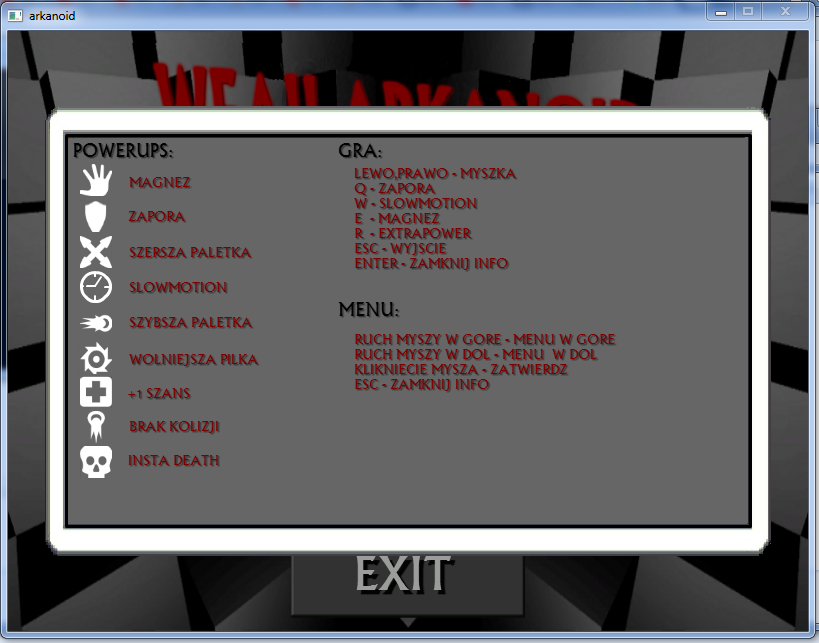 arkanoid
POWERUPS:
MAGNEZ
ZAPORA
SZERSZA PALETKA
SLOWMOTION
SZYBSZA PALETKA
WOLNIEJSZA PIŁKA
+1 SZANS
BRAK KOLIZJI
INSTA DEATH
GRA:
LEWO,PRAWO - MYSZKA
Q - ZAPORA
W - SLOWMOTION
E - MAGNEZ
R - EXTRAPOWER
ESC - WYJSCIE
ENTER - ZAMKNIJ INFO
MENU:
RUCH MYSZY W GORE - MENU W GORE
RUCH MYSZY W DOL - MENU W DOL
KLIKNIECIE MYSZA - ZATWIERDZ
ESC - ZAMKNIJ INFO
EXIT